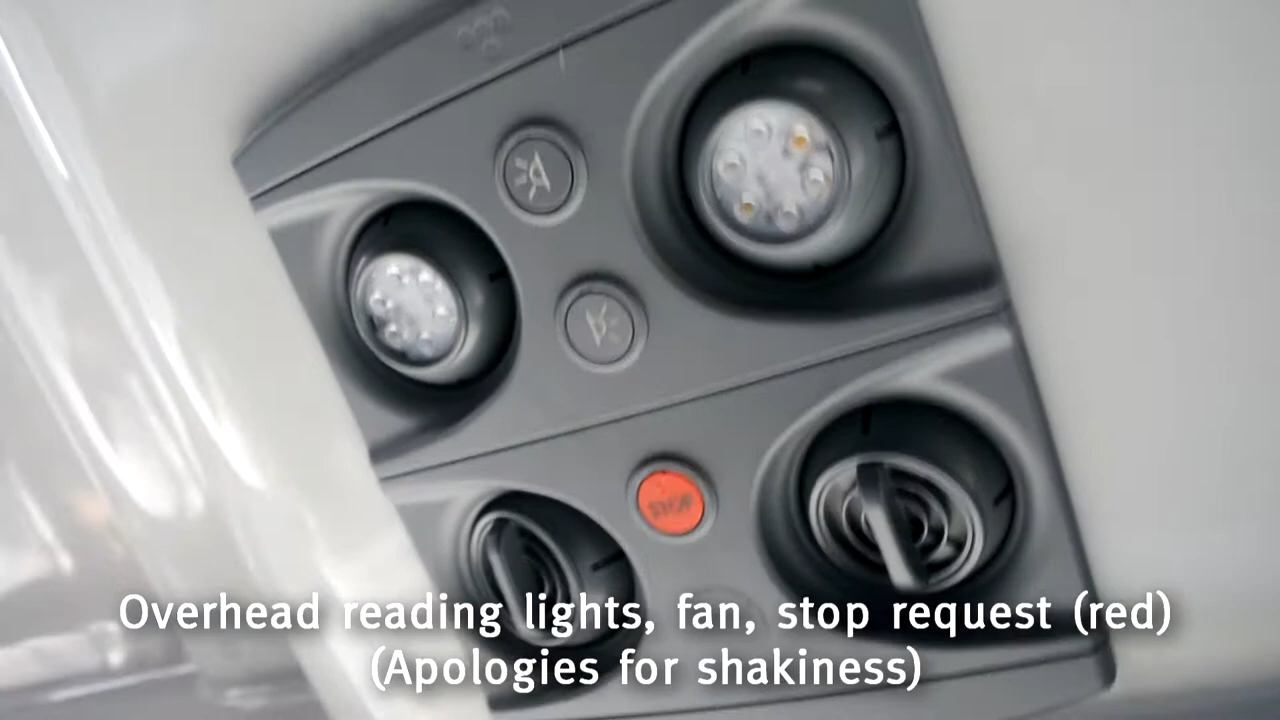 STOP
Overhead reading lights, fan, stop request (red)
(Apologies for shakiness)